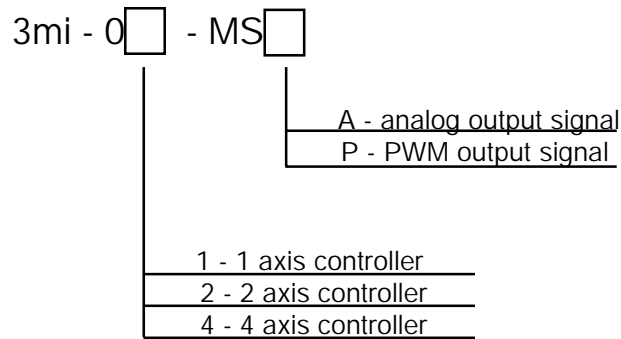 3mi - 0□ - MS□
A - analog output signal
P - PWM output signal
1 - 1 axis controller
2 - 2 axis controller
4 - 4 axis controller